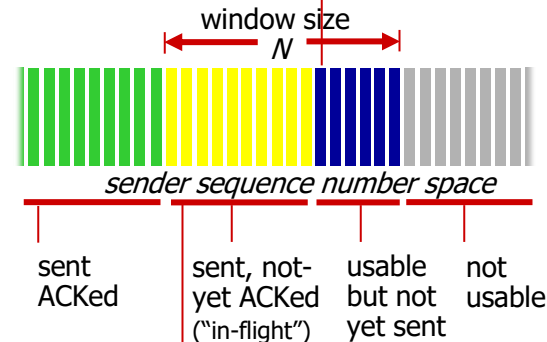 window size
N
sender sequence number space
sent
ACKed
sent, not-
yet ACKed
("in-flight")
usable
but not
yet sent
not
usable